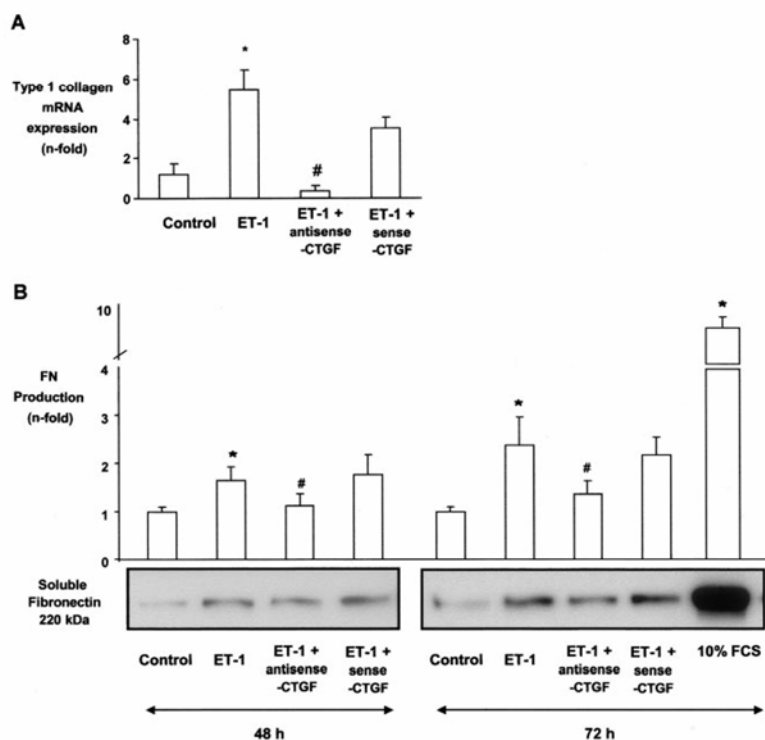 A
Type 1 collagen
mRNA
expression
(n-fold)
8
6
4
2
0
*
#
Control
ET-1
ET-1 +
antisense
-CTGF
ET-1 +
sense
-CTGF
B
FN
Production
(n-fold)
10
4
3
2
1
0
*
#
*
#
*
Soluble
Fibronectin
220 kDa
Control
ET-1
ET-1 +
antisense
-CTGF
ET-1 +
sense
-CTGF
Control
ET-1
ET-1 +
antisense
-CTGF
ET-1 +
sense
-CTGF
10% FCS
48 h
72 h